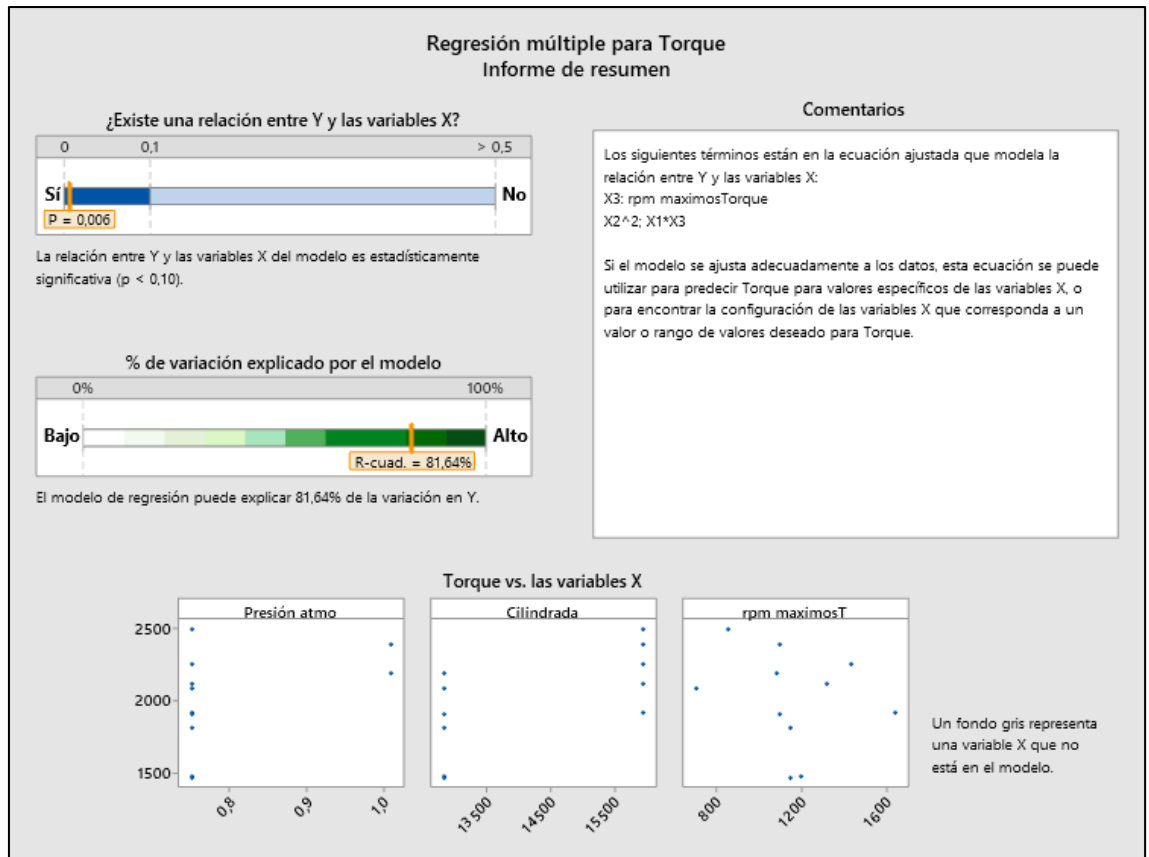 Regresión múltiple para Torque
Informe de resumen
¿Existe una relación entre Y y las variables X?
0 0,1 > 0,5
Sí No
P = 0,006
La relación entre Y y las variables X del modelo es estadísticamente
significativa (p < 0,10).
% de variación explicado por el modelo
0% 100%
Bajo Alto
R-cuad. = 81,64%
El modelo de regresión puede explicar 81,64% de la variación en Y.
Comentarios
Los siguientes términos están en la ecuación ajustada que modela la
relación entre Y y las variables X:
X3: rpm maximosTorque
X2^2; X1*X3
Si el modelo se ajusta adecuadamente a los datos, esta ecuación se puede
utilizar para predecir Torque para valores específicos de las variables X, o
para encontrar la configuración de las variables X que corresponda a un
valor o rango de valores deseado para Torque.
Torque vs. las variables X
Presión atmo Cilindrada rpm maximosT
2500
2000
1500
0,8 0,9 1,0 13500 14500 15500 800 1200 1600
Un fondo gris representa
una variable X que no
está en el modelo.